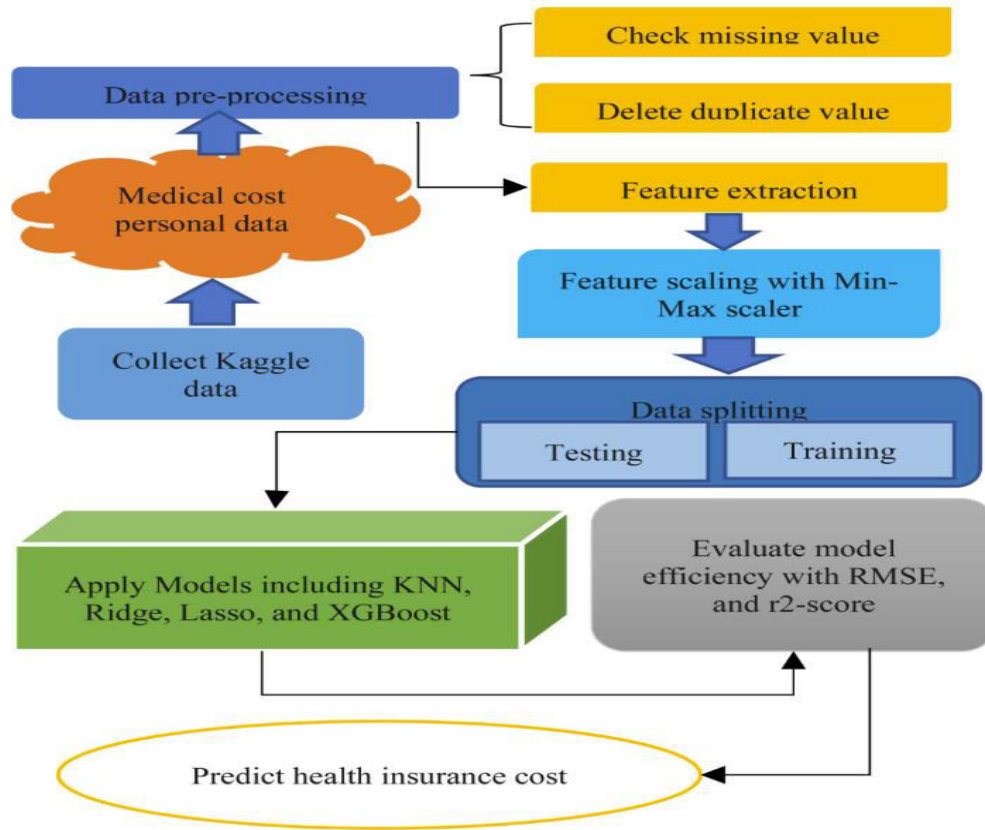 Check missing value
Data pre-processing
Delete duplicate value
Medical cost
personal data
Feature extraction
Feature scaling with Min-
Max scaler
Collect Kaggle
data
Data splitting
Testing
Training
Apply Models including KNN,
Ridge, Lasso, and XGBoost
Evaluate model
efficiency with RMSE,
and r2-score
Predict health insurance cost